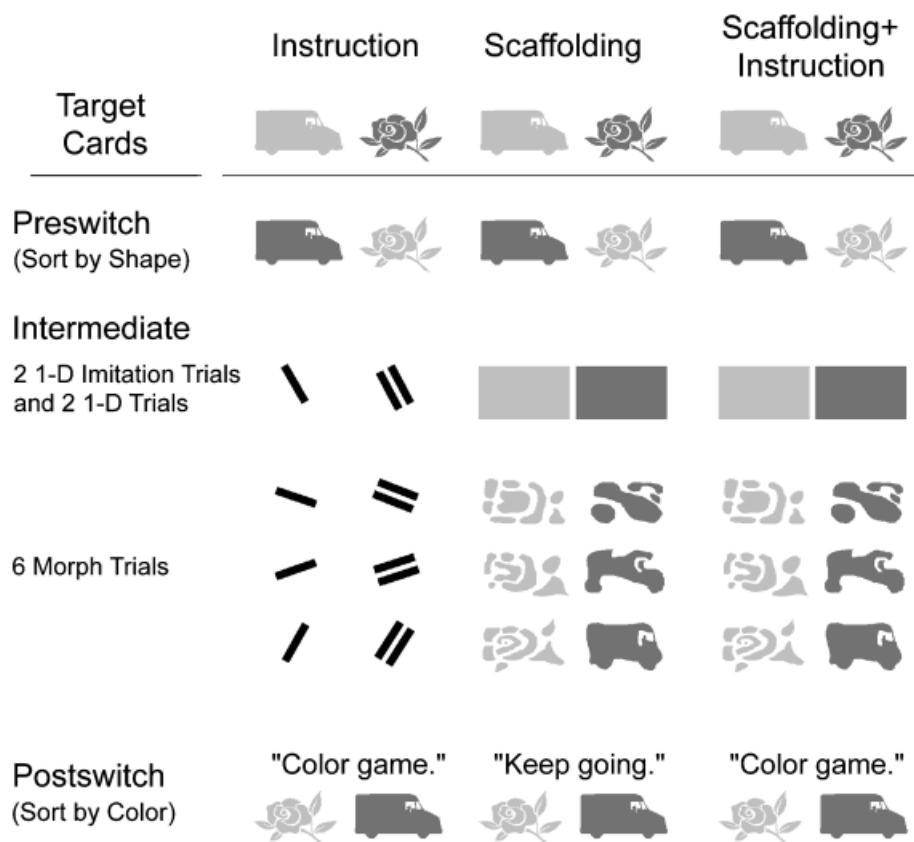 Instruction
Scaffolding
Scaffolding+
Instruction
Target
Cards
Preswitch
(Sort by Shape)
Intermediate
2 1-D Imitation Trials
and 2 1-D Trials
6 Morph Trials
Postswitch
(Sort by Color)
"Color game."
"Keep going."
"Color game."